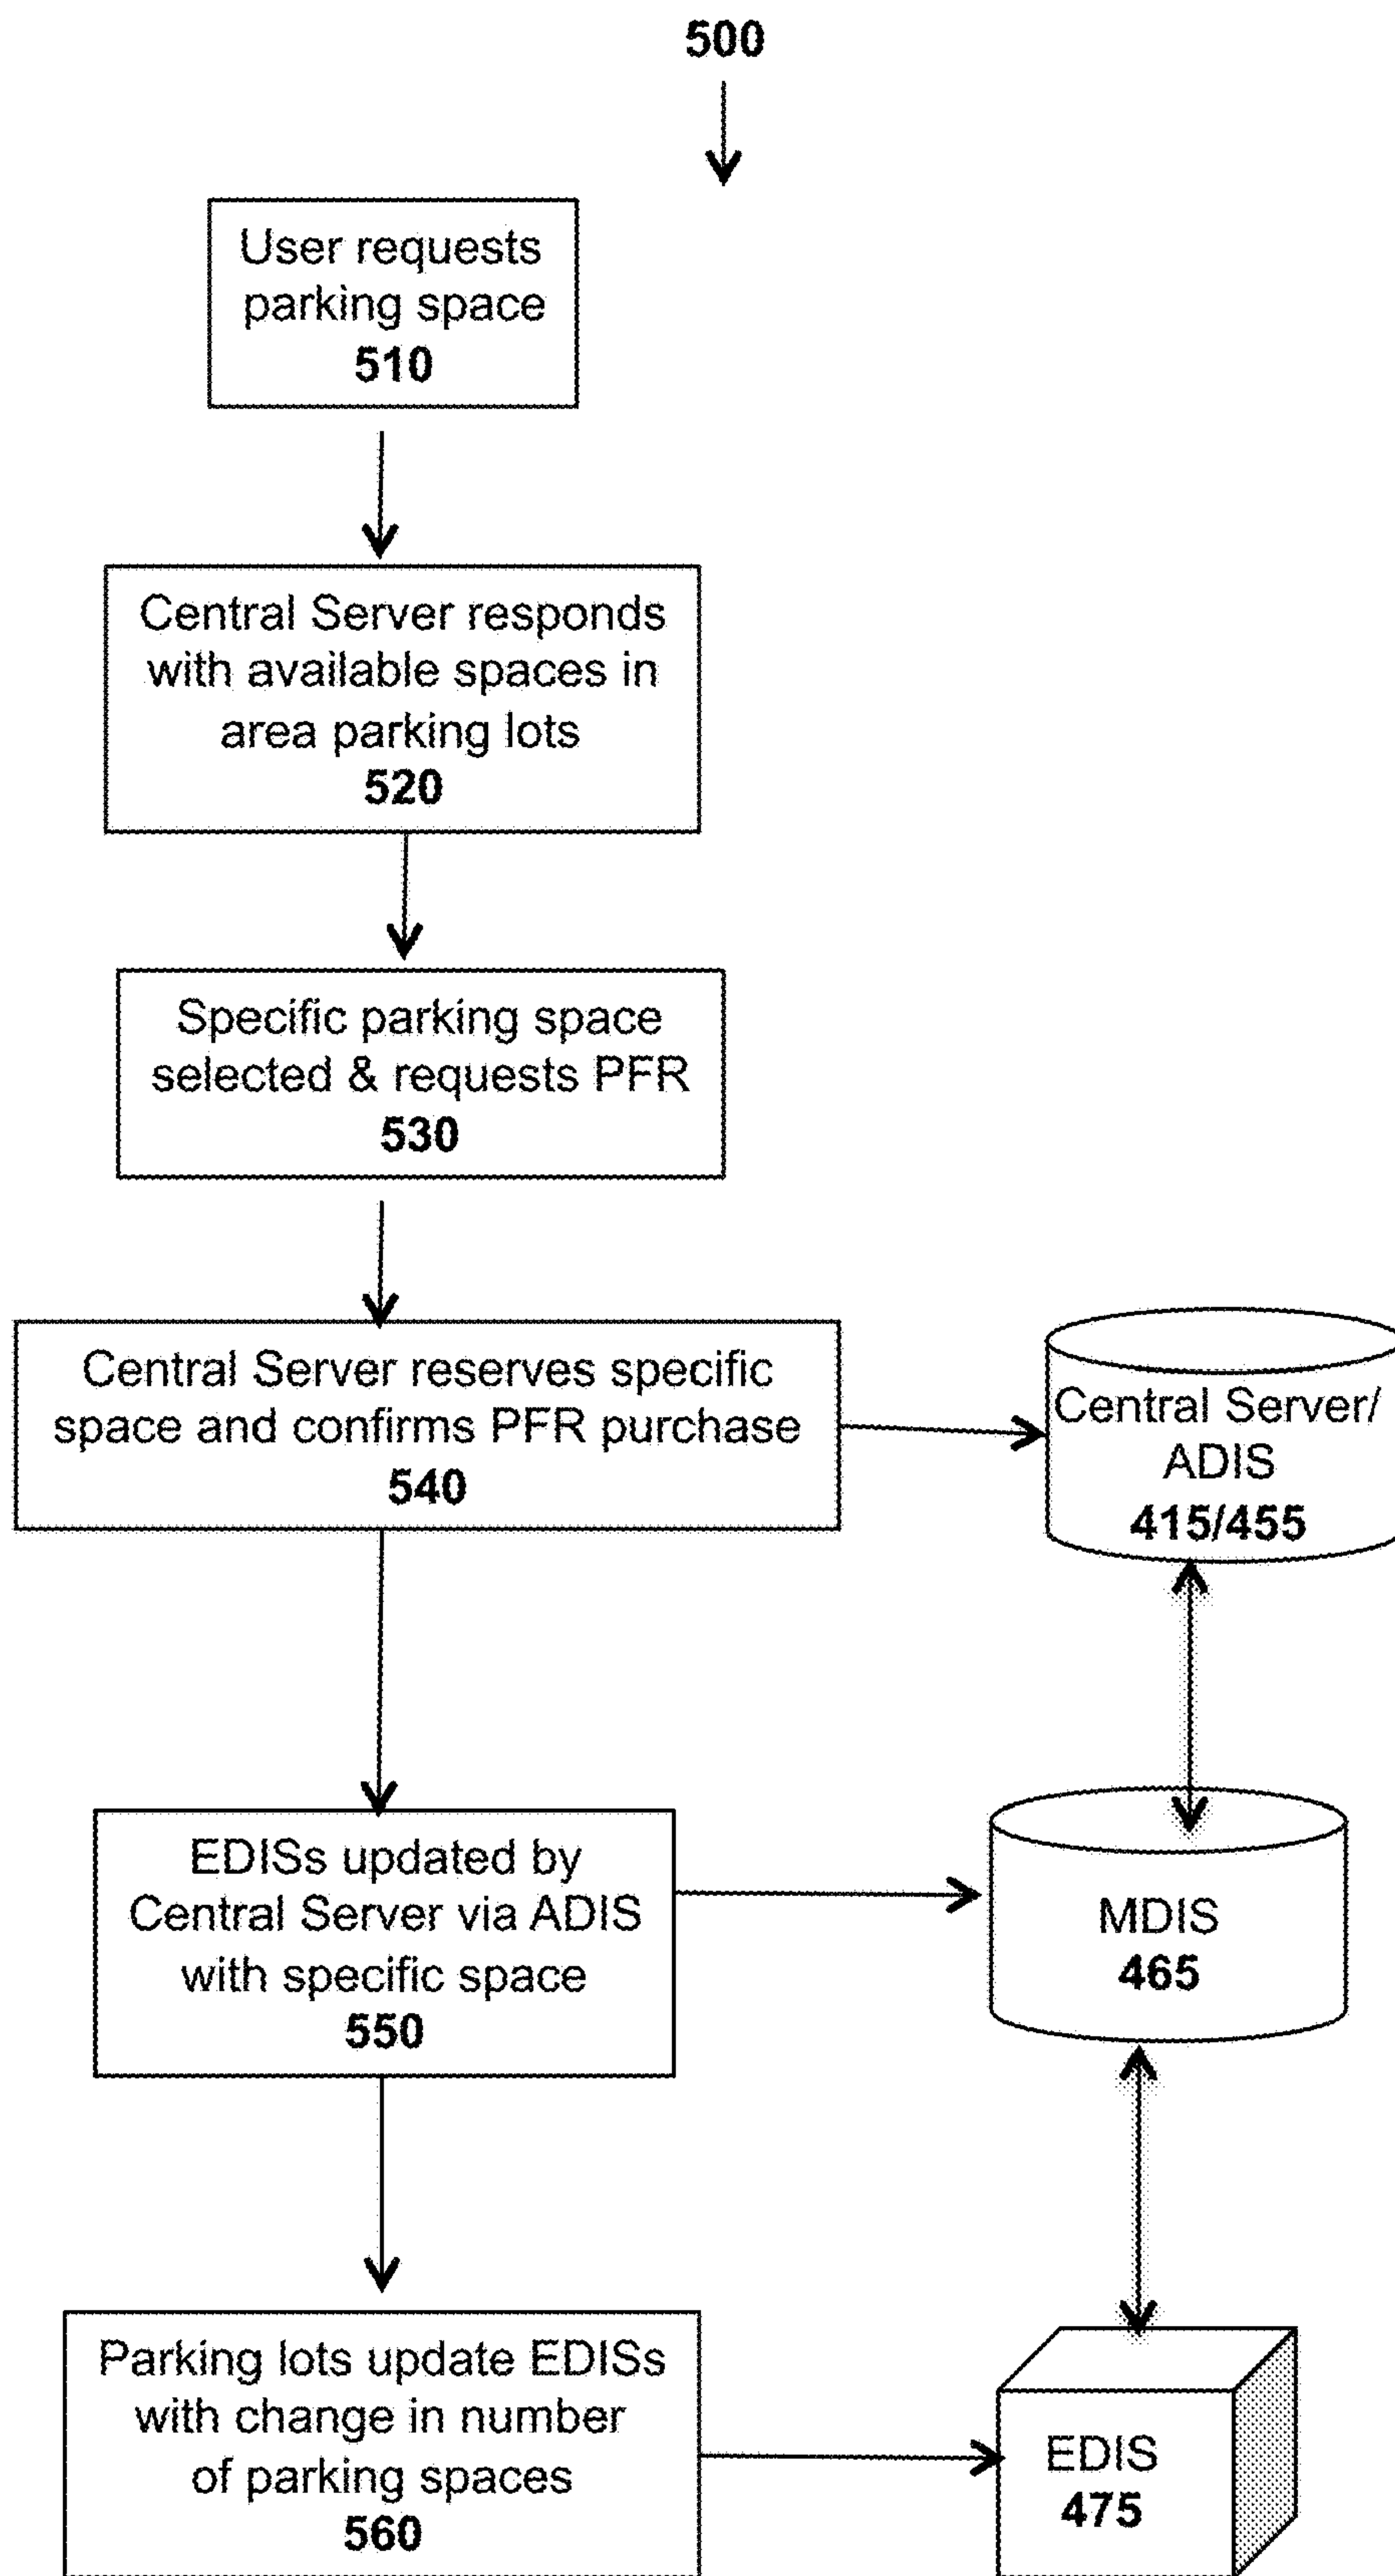 500
User requests
parking space
510
Central Server responds
with available spaces in
area parking lots
520
Specific parking space
selected & requests PFR
530
Central Server reserves specific
space and confirms PFR purchase
540
Central Server/
ADIS
415/455
EDISs updated by
Central Server via ADIS
with specific space
550
MDIS
465
Parking lots update EDISs
with change in number
of parking spaces
560
EDIS
475